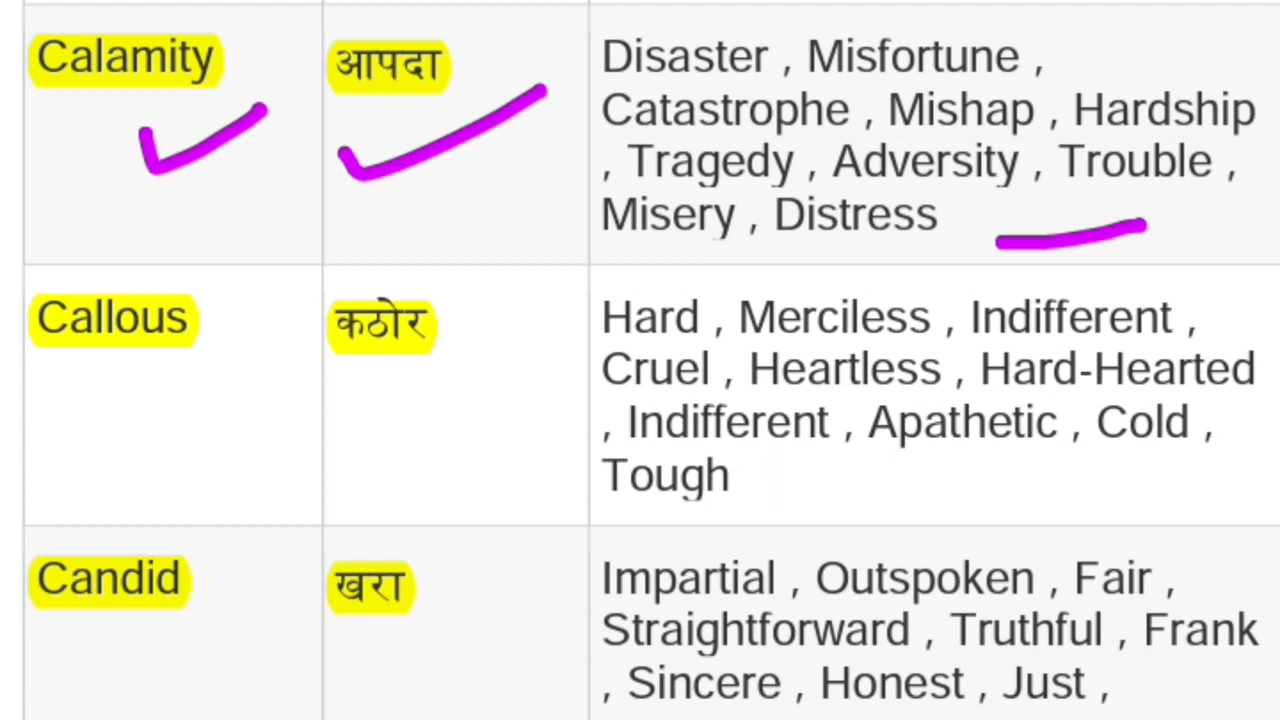 Calamity आपदा Disaster , Misfortune ,
Catastrophe , Mishap , Hardship
, Tragedy , Adversity , Trouble ,
Misery , Distress
Callous कठोर Hard , Merciless , Indifferent ,
Cruel , Heartless , Hard-Hearted
, Indifferent , Apathetic , Cold ,
Tough
Candid खरा Impartial , Outspoken , Fair ,
Straightforward , Truthful , Frank
, Sincere , Honest , Just ,